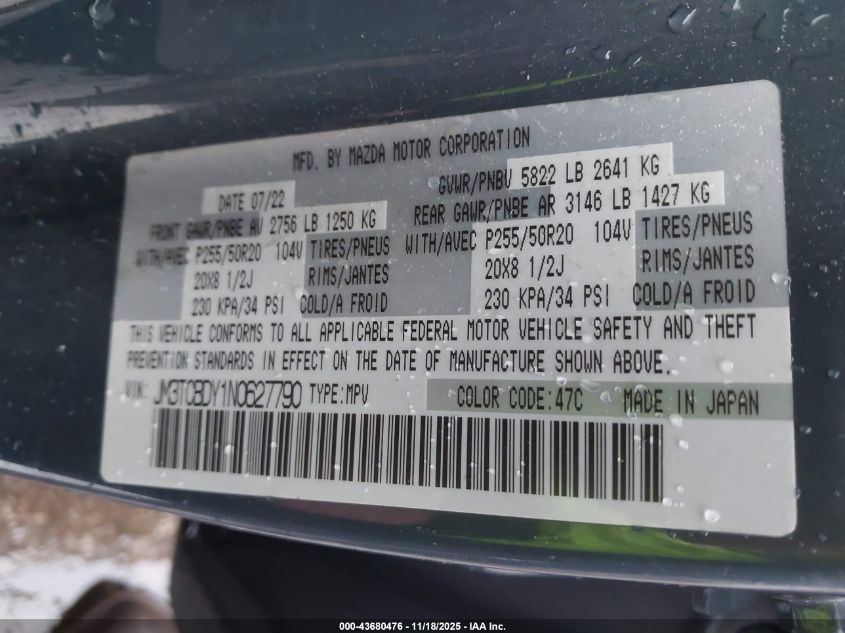 MFD. BY MAZDA MOTOR CORPORATION
DATE 07/22 GVWR/PNBV 5822 LB 2641 KG
FRONT GAWR/PNBE AV 2756 LB 1250 KG REAR GAWR/PNBE AR 3146 LB 1427 KG
WITH/AVEC P255/50R20 104V TIRES/PNEUS WITH/AVEC P255/50R20 104V TIRES/PNEUS
20X8 1/2J RIMS/JANTES 20X8 1/2J RIMS/JANTES
230 KPA/34 PSI COLD/A FROID 230 KPA/34 PSI COLD/A FROID
THIS VEHICLE CONFORMS TO ALL APPLICABLE FEDERAL MOTOR VEHICLE SAFETY AND THEFT
PREVENTION STANDARDS IN EFFECT ON THE DATE OF MANUFACTURE SHOWN ABOVE.
VIN: JM3TCBDY1N0627790 TYPE:MPV COLOR CODE:47C MADE IN JAPAN
000-43680476 - 11/18/2025 - IAA Inc.